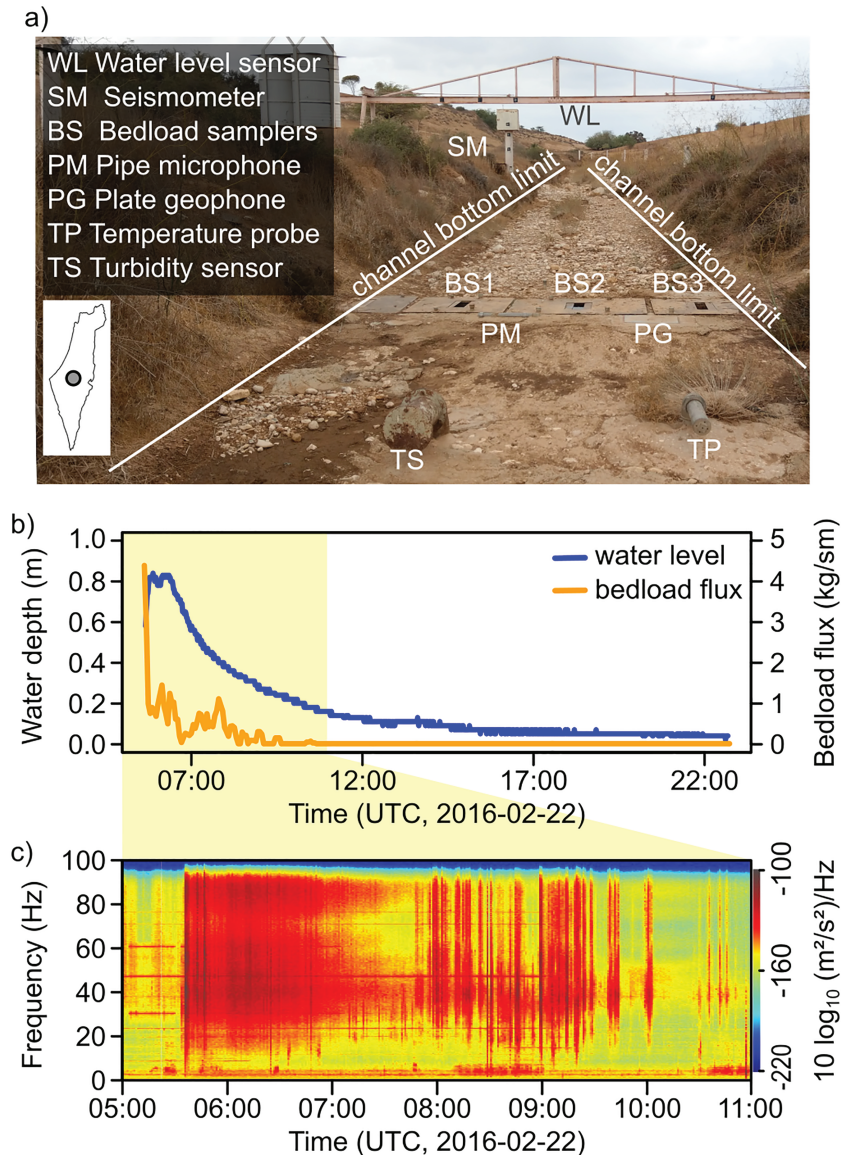 a)
WL Water level sensor
SM Seismometer
BS Bedload samplers
PM Pipe microphone
PG Plate geophone
TP Temperature probe
TS Turbidity sensor
WL
SM
channel bottom limit
channel bottom limit
BS1 BS2 BS3
PM PG
TS TP
b)
Water depth (m)
1.0
0.8
0.6
0.4
0.2
0.0
water level
bedload flux
5
4
3
2
1
0
Bedload flux (kg/sm)
07:00 12:00 17:00 22:00
Time (UTC, 2016-02-22)
c)
Frequency (Hz)
100
80
60
40
20
0
-100
-160
-220
10 log₁₀ (m²/s²)/Hz
05:00 06:00 07:00 08:00 09:00 10:00 11:00
Time (UTC, 2016-02-22)